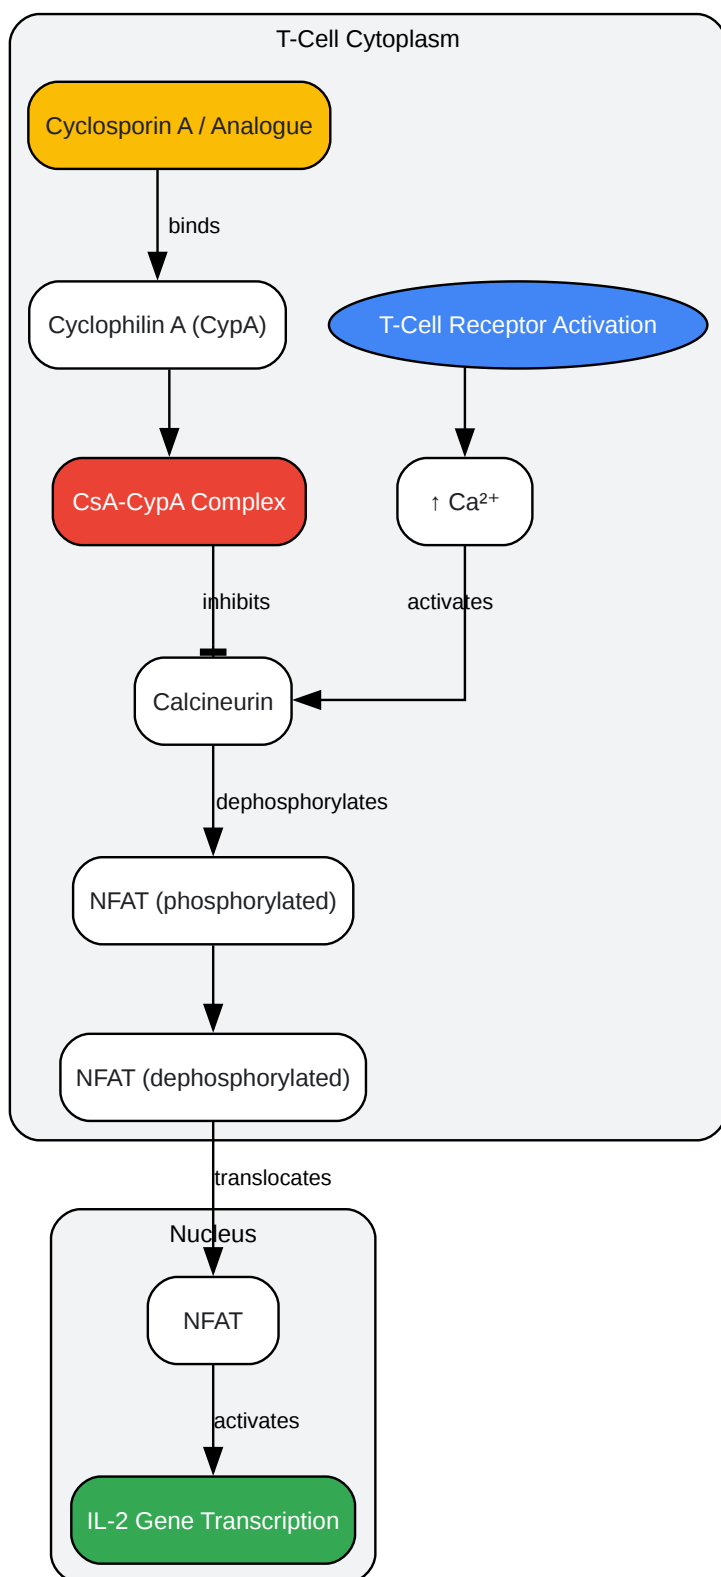 T-Cell Cytoplasm
Cyclosporin A / Analogue
binds
Cyclophilin A (CypA)
T-Cell Receptor Activation
CsA-CypA Complex
↑ Ca²⁺
inhibits
activates
Calcineurin
dephosphorylates
NFAT (phosphorylated)
NFAT (dephosphorylated)
translocates
Nucleus
NFAT
activates
IL-2 Gene Transcription